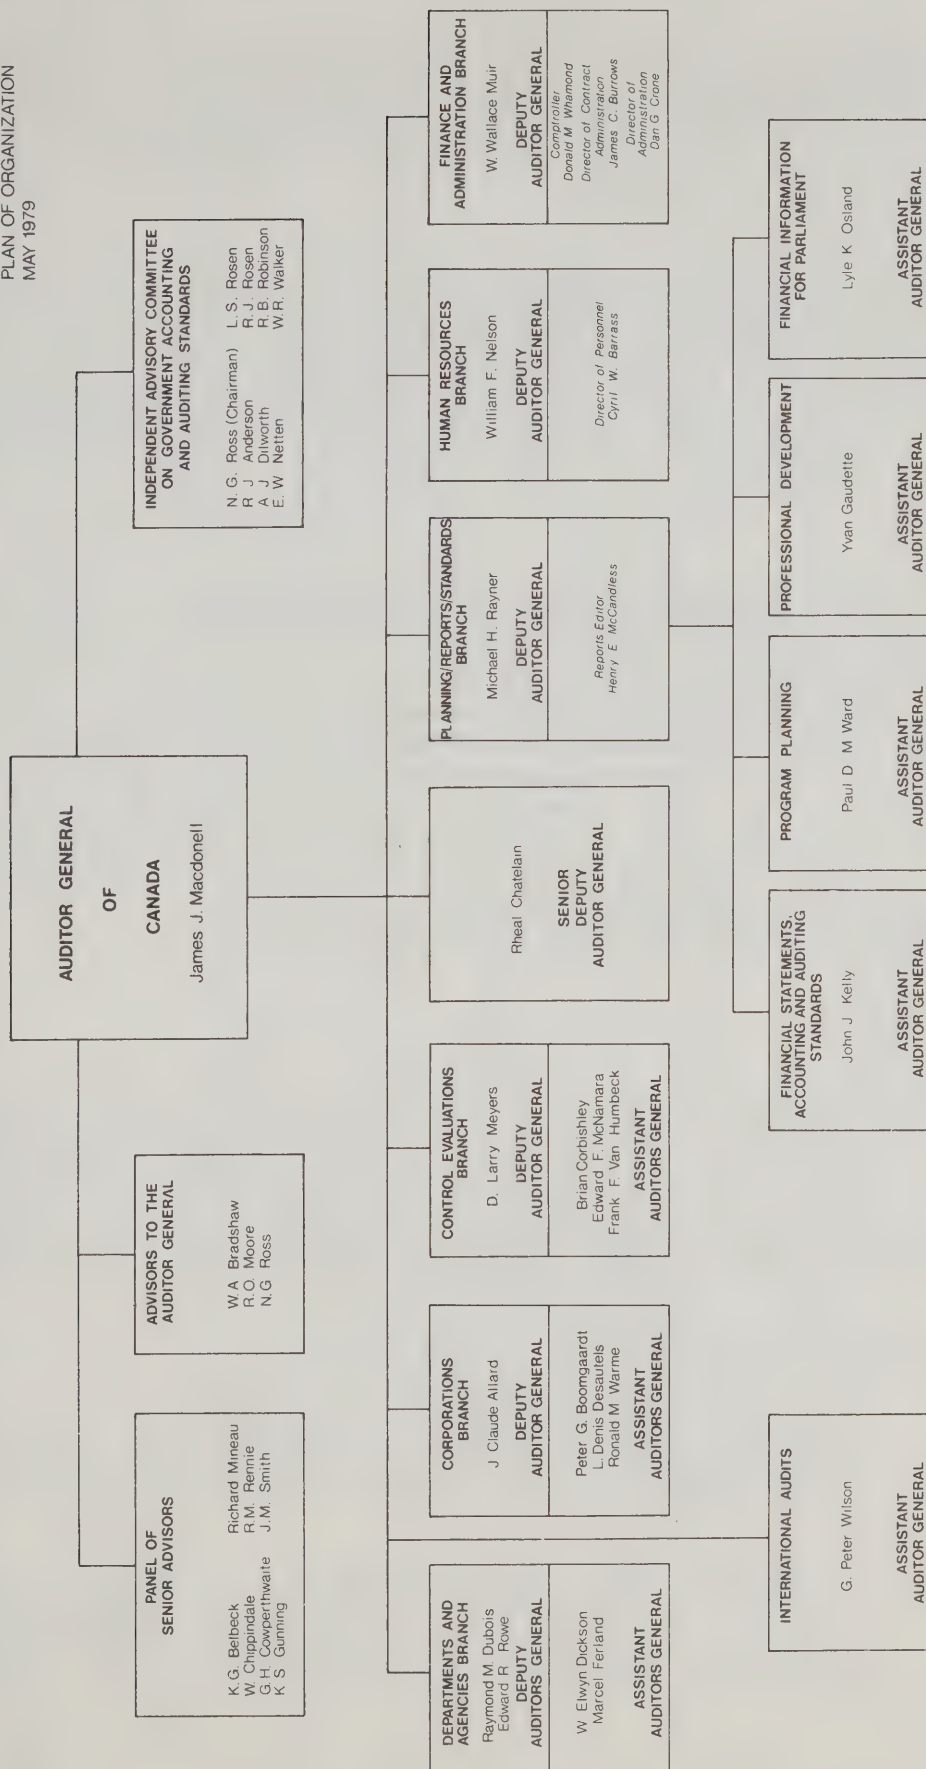 PLAN OF ORGANIZATION
MAY 1979
AUDITOR GENERAL
OF
CANADA
James J. Macdonell
PANEL OF
SENIOR ADVISORS
K.G. Belbeck Richard Mineau
W. Chippindale R.M. Rennie
G. H. Cowperthwaite J.M. Smith
K S Gunning
ADVISORS TO THE
AUDITOR GENERAL
W.A Bradshaw
R.O. Moore
N.G Ross
INDEPENDENT ADVISORY COMMITTEE
ON GOVERNMENT ACCOUNTING
AND AUDITING STANDARDS
N. G. Ross (Chairman) L. S. Rosen
R J Anderson R. J. Rosen
A J Dilworth R. B. Robinson
E. W Netten W. R. Walker
DEPARTMENTS AND
AGENCIES BRANCH
Raymond M. Dubois
Edward R Rowe
DEPUTY
AUDITORS GENERAL
W Elwyn Dickson
Marcel Ferland
ASSISTANT
AUDITORS GENERAL
CORPORATIONS
BRANCH
J Claude Allard
DEPUTY
AUDITOR GENERAL
Peter G. Boomgaardt
L. Denis Desautels
Ronald M Warme
ASSISTANT
AUDITORS GENERAL
CONTROL EVALUATIONS
BRANCH
D. Larry Meyers
DEPUTY
AUDITOR GENERAL
Brian Corbishley
Edward F. McNamara
Frank F. Van Humbeck
ASSISTANT
AUDITORS GENERAL
Rheal Chatelain
SENIOR
DEPUTY
AUDITOR GENERAL
PLANNING/REPORTS/STANDARDS
BRANCH
Michael H. Rayner
DEPUTY
AUDITOR GENERAL
Reports Editor
Henry E McCandless
HUMAN RESOURCES
BRANCH
William F. Nelson
DEPUTY
AUDITOR GENERAL
Director of Personnel
Cyril W. Barrass
FINANCE AND
ADMINISTRATION BRANCH
W. Wallace Muir
DEPUTY
AUDITOR GENERAL
Comptroller
Donald M Whamond
Director of Contract
Administration
James C. Burrows
Director of
Administration
Dan G Crone
INTERNATIONAL AUDITS
G. Peter Wilson
ASSISTANT
AUDITOR GENERAL
FINANCIAL STATEMENTS,
ACCOUNTING AND AUDITING
STANDARDS
John J Kelly
ASSISTANT
AUDITOR GENERAL
PROGRAM PLANNING
Paul D M Ward
ASSISTANT
AUDITOR GENERAL
PROFESSIONAL DEVELOPMENT
Yvan Gaudette
ASSISTANT
AUDITOR GENERAL
FINANCIAL INFORMATION
FOR PARLIAMENT
Lyle K Osland
ASSISTANT
AUDITOR GENERAL